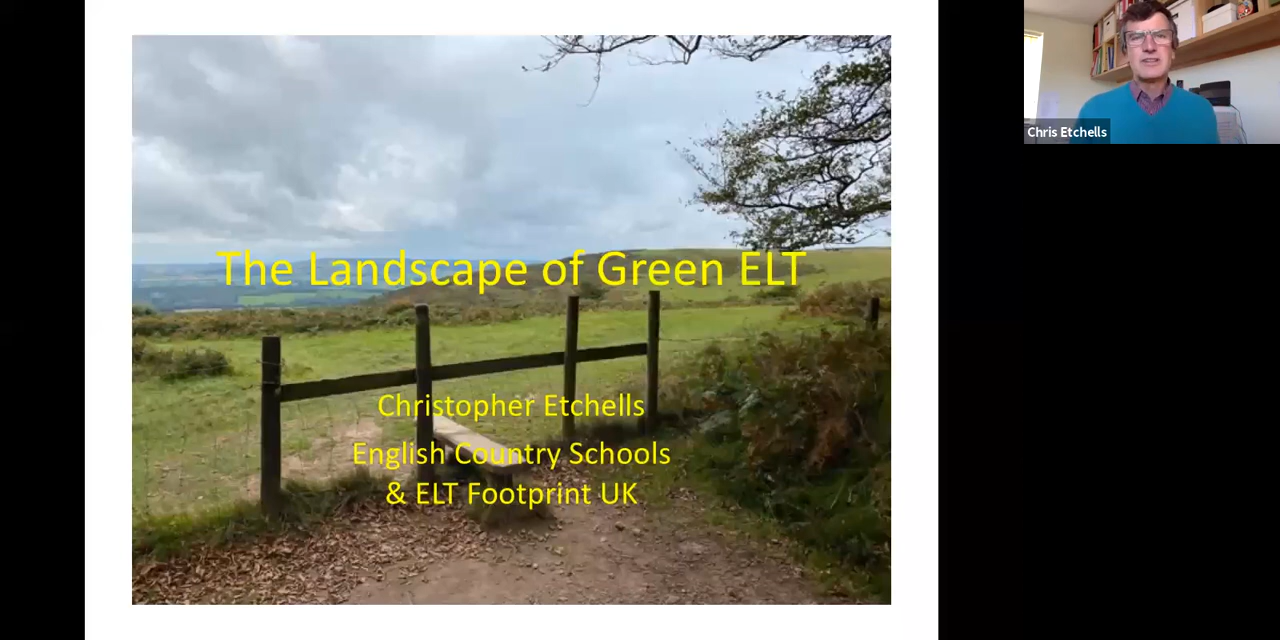 The Landscape of Green ELT
Christopher Etchells
English Country Schools
& ELT Footprint UK
Chris Etchells